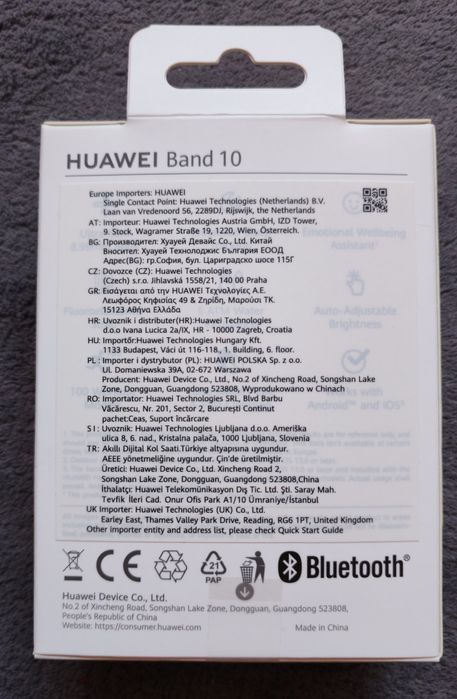 HUAWEI Band 10
Europe Importers: HUAWEI
Single Contact Point: Huawei Technologies (Netherlands) B.V.
Laan van Vredenoord 56, 2289DJ, Rijswijk, the Netherlands
AT: Importeur: Huawei Technologies Austria GmbH, IZD Tower,
9. Stock, Wagramer Straße 19, 1220, Wien, Österreich.
BG: Производител: Хуауей Девайс Со., Ltd. Китай
Вносител: Хуауей Технолоджис България ЕООД
Адрес(BG): гр.София, бул. Цариградско шосе 115Г
CZ: Dovozce (CZ): Huawei Technologies
(Czech) s.r.o. Jihlavská 1558/21, 140 00 Praha
GR: Εισάγεται από την HUAWEI Τεχνολογίες Α.Ε.
Λεωφόρος Κηφισίας 49 & Ζηρίδη, Μαρούσι ΤΚ.
15123 Αθήνα Ελλάδα
HR: Uvoznik i distributer(HR):Huawei Technologies
d.o.o Ivana Lucica 2a/IX, HR - 10000 Zagreb, Croatia
HU: Importőr:Huawei Technologies Hungary Kft.
1133 Budapest, Váci út 116-118., 1. Building, 6. floor.
PL: Importer i dystrybutor (PL): HUAWEI POLSKA Sp. z o.o.
Ul. Domaniewska 39A, 02-672 Warszawa
Producent: Huawei Device Co., Ltd., No.2 of Xincheng Road, Songshan Lake
Zone, Dongguan, Guangdong 523808, Wyprodukowano w Chinach
RO: Importator: Huawei Technologies SRL, Blvd Barbu
Văcărescu, Nr. 201, Sector 2, București Continut
pachet:Ceas, Suport încărcare
SI: Uvoznik: Huawei Technologies Ljubljana d.o.o. Ameriška
ulica 8, 6. nad., Kristalna palača, 1000 Ljubljana, Slovenia
TR: Akıllı Dijital Kol Saati.Türkiye altyapısına uygundur.
AEEE yönetmeliğine uygundur. Çin'de üretilmiştir.
Üretici: Huawei Device Co., Ltd. Xincheng Road 2,
Songshan Lake Zone, Dongguan, Guangdong 523808,China
İthalatçı: Huawei Telekomünikasyon Dış Tic. Ltd. Şti. Saray Mah.
Tevfik İleri Cad. Onur Ofis Park A1/10 Ümraniye/İstanbul
UK Importer: Huawei Technologies (UK) Co., Ltd.
Earley East, Thames Valley Park Drive, Reading, RG6 1PT, United Kingdom
Other importer entity and address list, please check Quick Start Guide
Emotional Wellbeing
Assistant
Auto-Adjustable
Brightness
Works with
Android™ and iOS
CE
21
PAP
Bluetooth®
Huawei Device Co., Ltd.
No.2 of Xincheng Road, Songshan Lake Zone, Dongguan, Guangdong 523808,
People's Republic of China
Website: https://consumer.huawei.com
Made in China